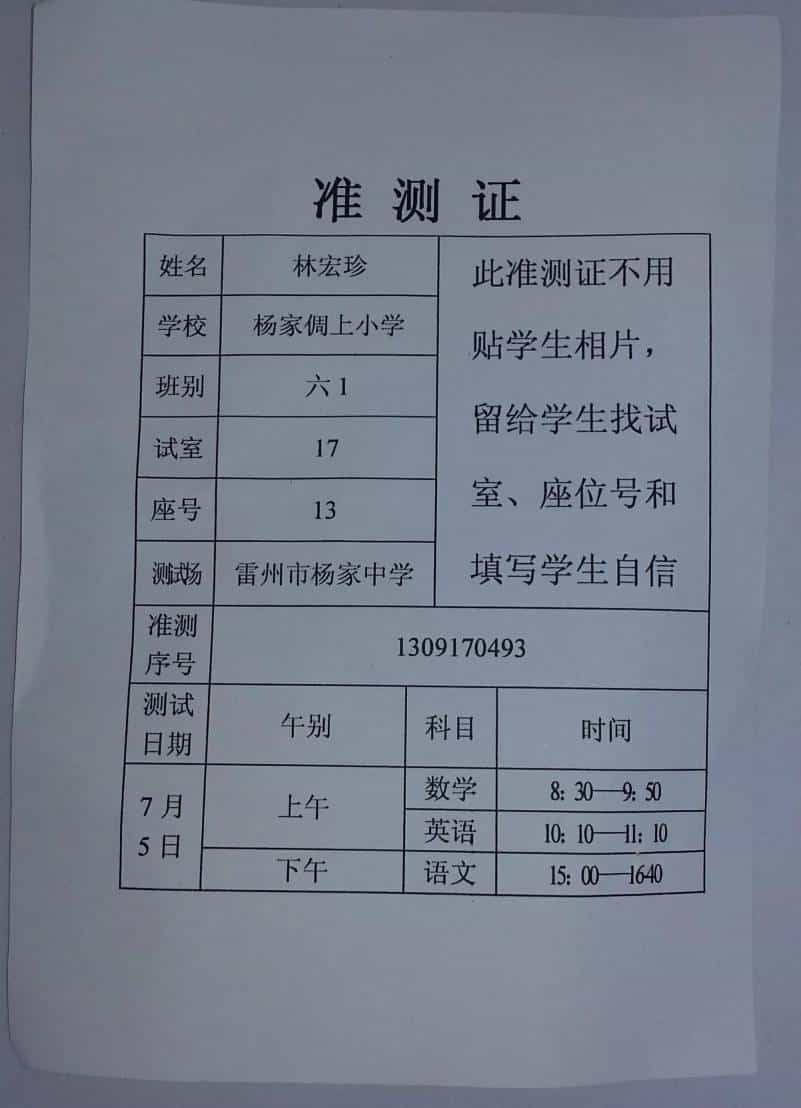 准 测 证
姓名 林宏珍
学校 杨家倜上小学
班别 六 1
试室 17
座号 13
测试场 雷州市杨家中学
此准测证不用
贴学生相片，
留给学生找试
室、座位号和
填写学生自信
准测
序号
1309170493
测试
日期
午别 科目 时间
7 月
5 日
上午 数学 8：30—9：50
英语 10：10—11：10
下午 语文 15：00—1640